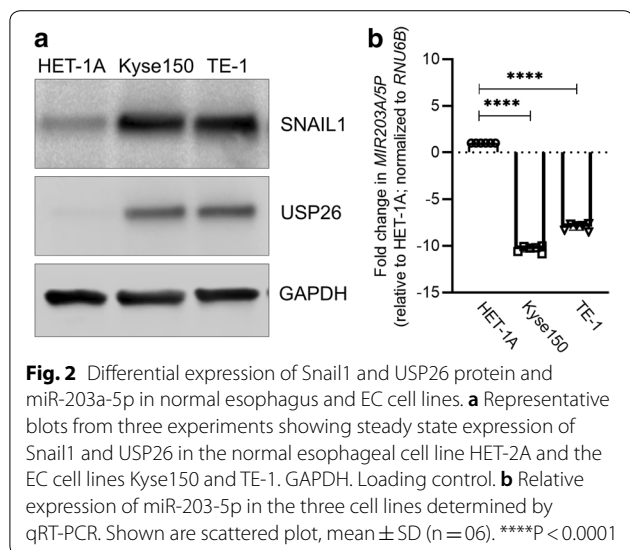 a
HET-1A Kyse150 TE-1
SNAIL1
USP26
GAPDH
b
Fold change in MIR203A/5P
(relative to HET-1A; normalized to RNU6B)
10
5
0
-5
-10
-15
****
****
HET-1A
Kyse150
TE-1
Fig. 2 Differential expression of Snail1 and USP26 protein and
miR-203a-5p in normal esophagus and EC cell lines. a Representative
blots from three experiments showing steady state expression of
Snail1 and USP26 in the normal esophageal cell line HET-2A and the
EC cell lines Kyse150 and TE-1. GAPDH. Loading control. b Relative
expression of miR-203-5p in the three cell lines determined by
qRT-PCR. Shown are scattered plot, mean ± SD (n = 06). ****P < 0.0001